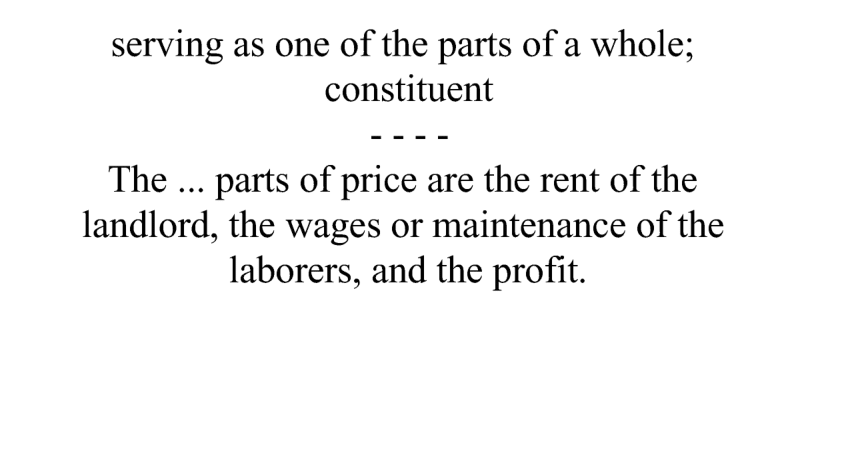 serving as one of the parts of a whole;
constituent
- - - -
The ... parts of price are the rent of the
landlord, the wages or maintenance of the
laborers, and the profit.